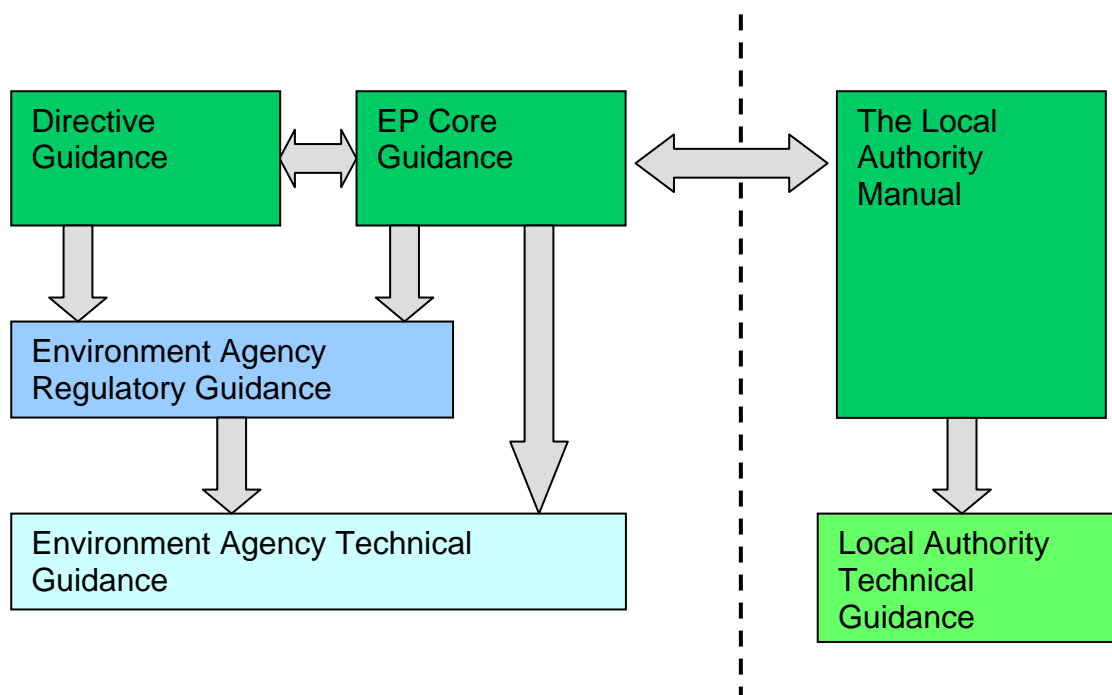 Directive
Guidance
EP Core
Guidance
The Local
Authority
Manual
Environment Agency
Regulatory Guidance
Environment Agency Technical
Guidance
Local Authority
Technical
Guidance